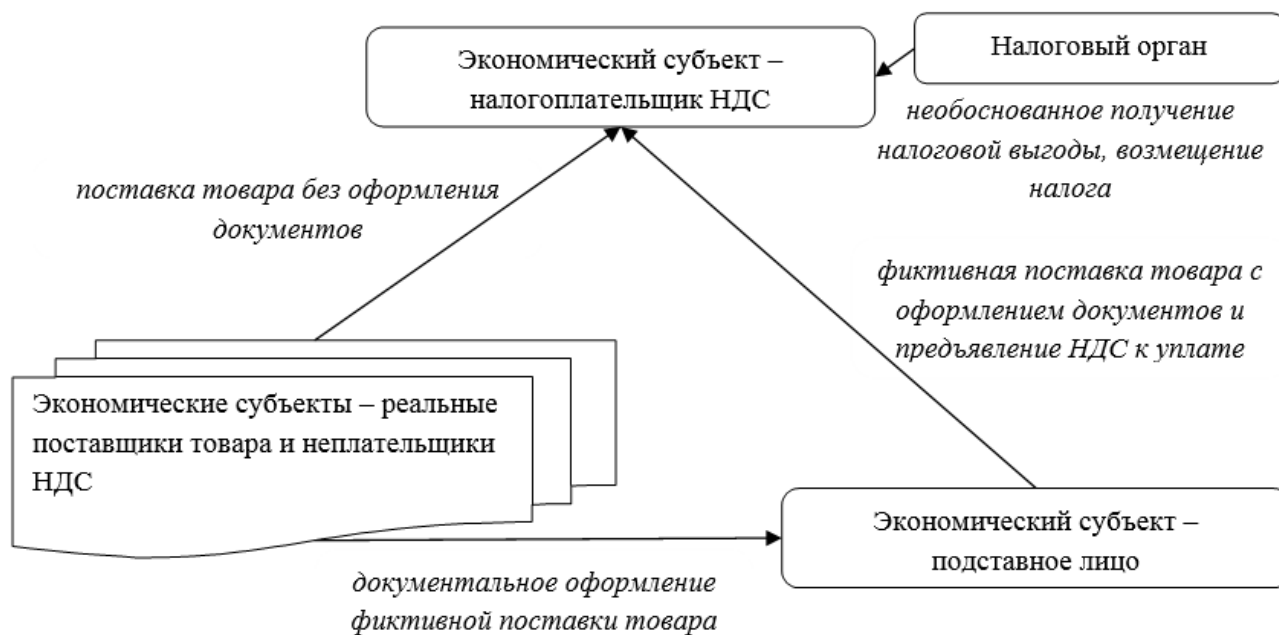 Экономический субъект –
налогоплательщик НДС
Налоговый орган
необоснованное получение
налоговой выгоды, возмещение
налога
поставка товара без оформления
документов
фиктивная поставка товара с
оформлением документов и
предъявление НДС к уплате
Экономические субъекты – реальные
поставщики товара и неплательщики
НДС
Экономический субъект –
подставное лицо
документальное оформление
фиктивной поставки товара